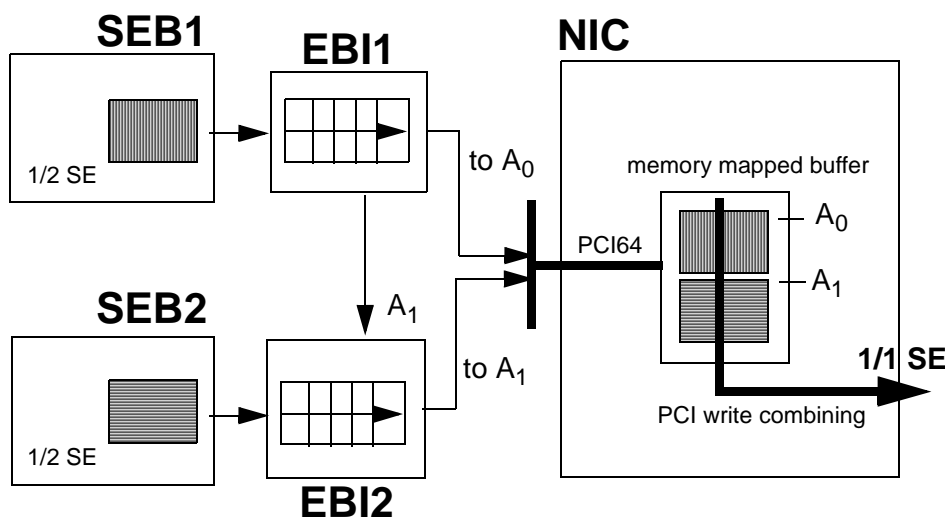 SEB1
EBI1
NIC
1/2 SE
to A0
memory mapped buffer
A0
PCI64
A1
SEB2
A1
to A1
1/1 SE
1/2 SE
PCI write combining
EBI2